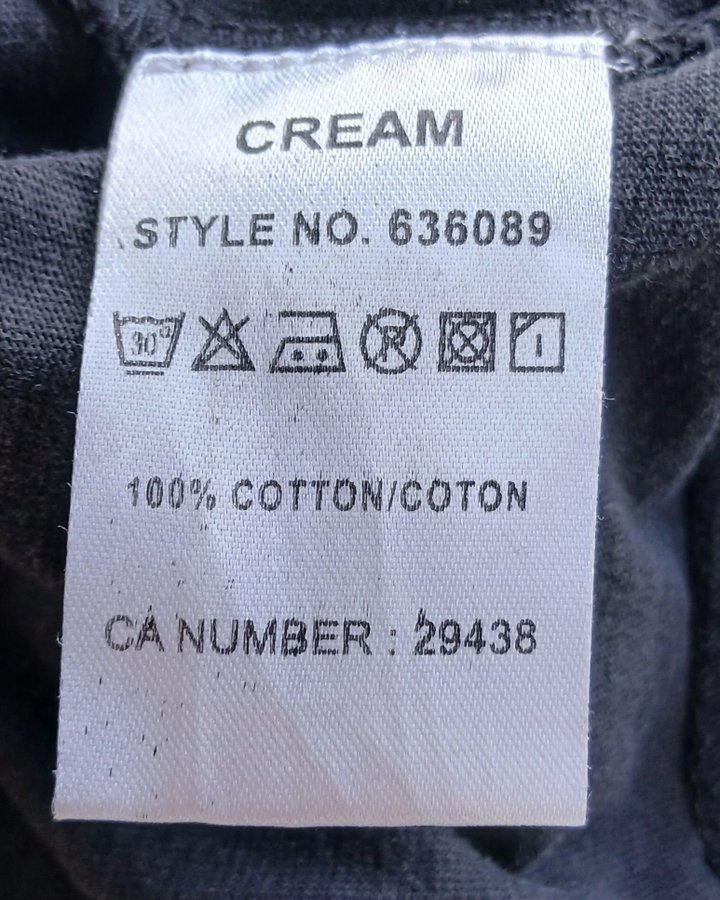 CREAM
STYLE NO. 636089
P I
100% COTTON/COTON
CA NUMBER : 29438